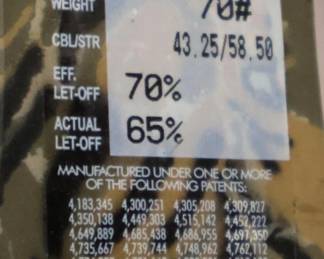 WEIGHT 70#
CBL/STR 43.25/58.50
EFF.
LET-OFF 70%
ACTUAL
LET-OFF 65%
MANUFACTURED UNDER ONE OR MORE
OF THE FOLLOWING PATENTS:
4,183,345 4,300,251 4,305,208 4,309,827
4,350,138 4,449,303 4,515,142 4,452,222
4,649,889 4,685,438 4,686,955 4,697,350
4,735,667 4,739,744 4,748,962 4,762,112